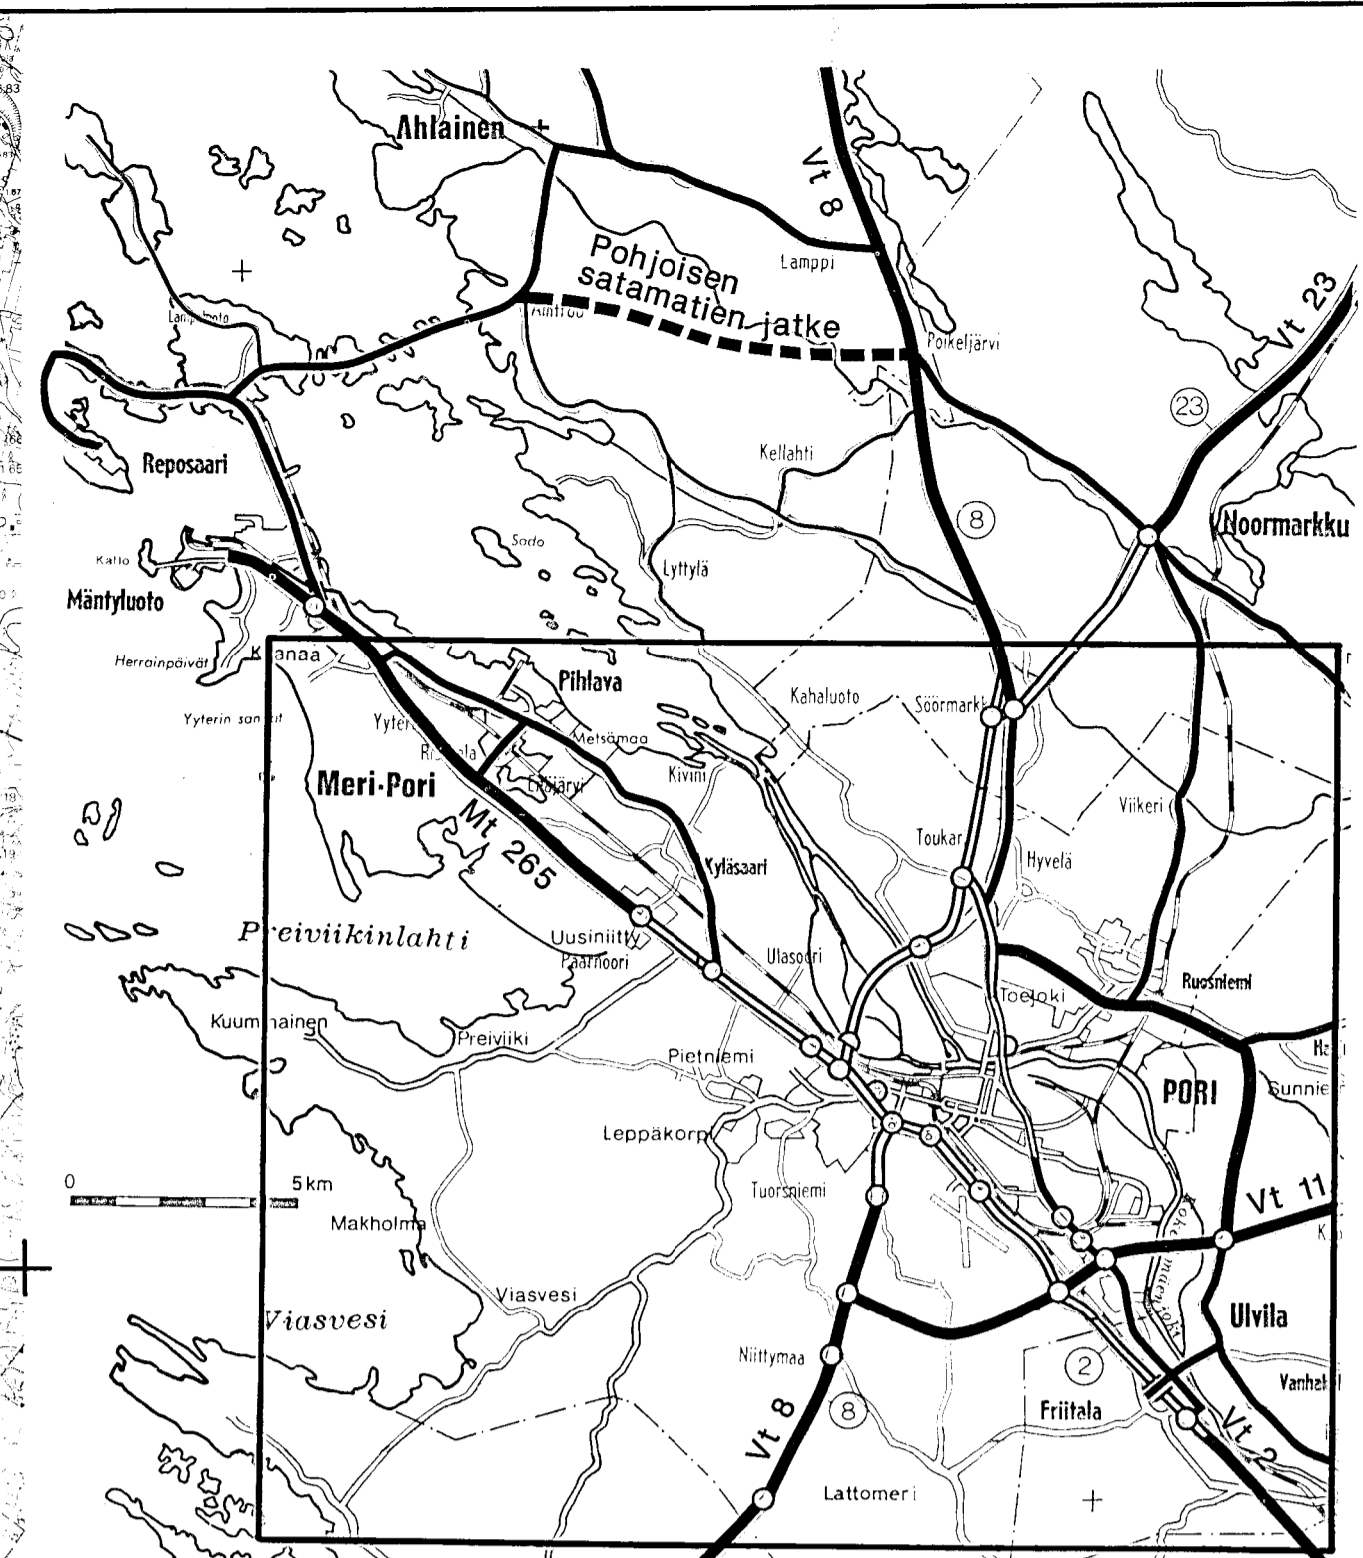 Ahlainen
Vt 8
Lamppi
Pohjoisen
satamatien jatke
Poikeljärvi
Vt 23
23
Reposaari
Kellahti
8
Noormarkku
Sådö
Kallo
Lyttylä
Mäntyluoto
Herrainpäivät
Pihlava
Kahaluoto
Söörmarkku
Metsämaa
Kivini
Meri-Pori
Mt 265
Viikeri
Toukari
Hyvelä
Kyläsaari
Preiviikinlahti
Uusiniitty
Ulasoori
Ruosniemi
Toejoki
Preiviiki
Pietniemi
PORI
Leppäkorpi
0 5 km
Tuorsniemi
Vt 11
Makholma
Viasvesi
Viasvesi
Ulvila
Niittymaa
2
Friitala
8
Vt 8
Vt 2
Lattomeri